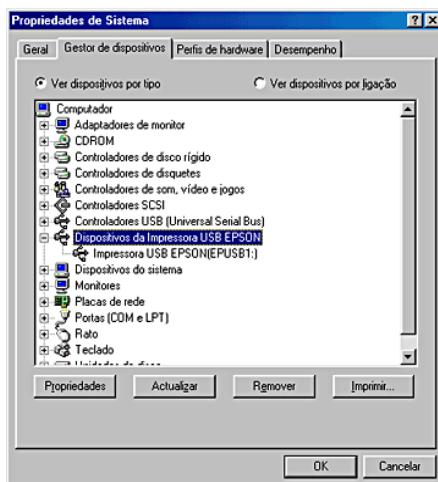 Propriedades de Sistema
Geral Gestor de dispositivos Perfis de hardware Desempenho
Ver dispositivos por tipo Ver dispositivos por ligação
Computador
Adaptadores de monitor
CDROM
Controladores de disco rígido
Controladores de disquetes
Controladores de som, vídeo e jogos
Controladores SCSI
Controladores USB (Universal Serial Bus)
Dispositivos da Impressora USB EPSON
Impressora USB EPSON(EPUSB1:)
Dispositivos do sistema
Monitores
Placas de rede
Portas (COM e LPT)
Rato
Teclado
Propriedades Actualizar Remover Imprimir...
OK Cancelar